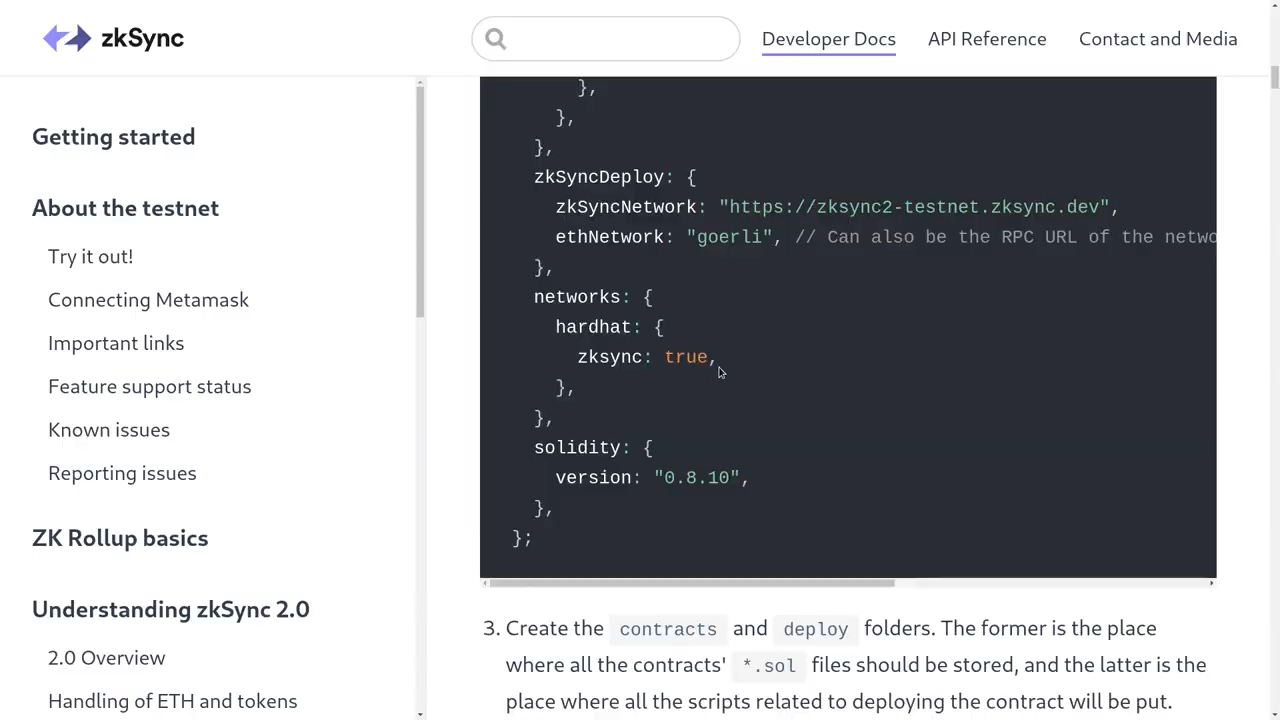 zkSync
Developer Docs
API Reference
Contact and Media
Getting started
About the testnet
Try it out!
Connecting Metamask
Important links
Feature support status
Known issues
Reporting issues
ZK Rollup basics
Understanding zkSync 2.0
2.0 Overview
Handling of ETH and tokens
},
},
},
zkSyncDeploy: {
zkSyncNetwork: "https://zksync2-testnet.zksync.dev",
ethNetwork: "goerli", // Can also be the RPC URL of the netwo
},
networks: {
hardhat: {
zksync: true,
},
},
solidity: {
version: "0.8.10",
},
};
3. Create the contracts and deploy folders. The former is the place
where all the contracts' *.sol files should be stored, and the latter is the
place where all the scripts related to deploying the contract will be put.